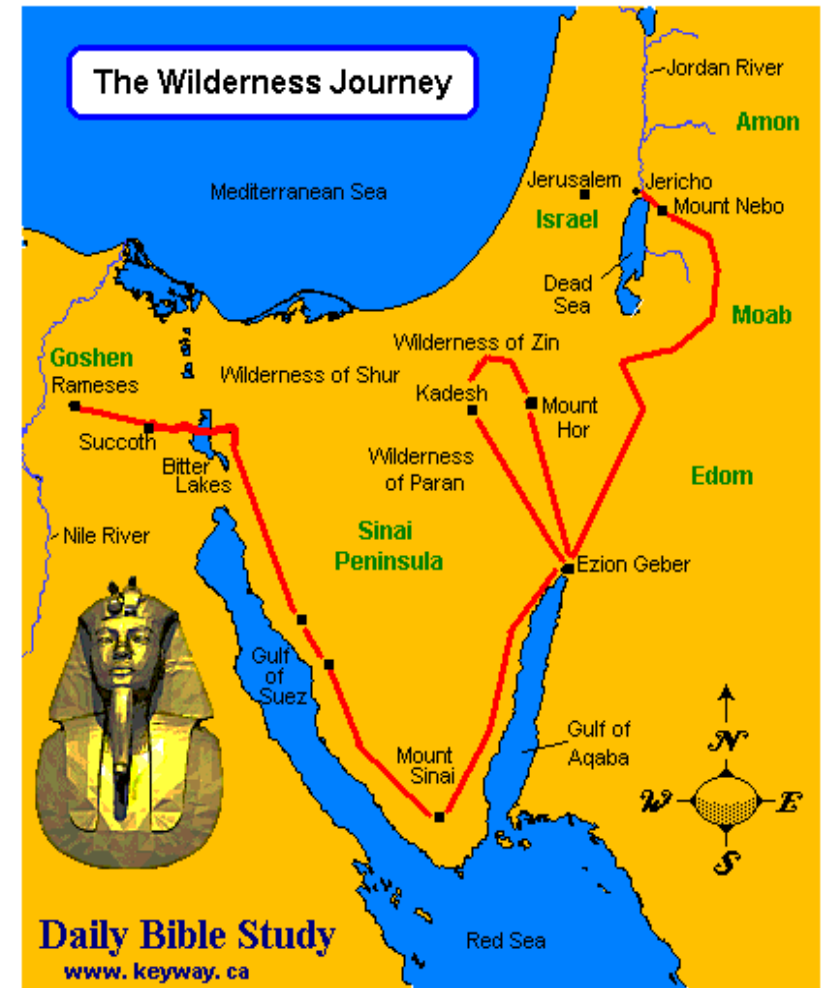 The Wilderness Journey
Jordan River
Amon
Mediterranean Sea
Jerusalem
Jericho
Mount Nebo
Israel
Dead
Sea
Moab
Wilderness of Zin
Goshen
Rameses
Wilderness of Shur
Kadesh
Mount
Hor
Succoth
Bitter
Lakes
Wilderness
of Paran
Edom
Sinai
Peninsula
Nile River
Ezion Geber
Gulf
of
Suez
Mount
Sinai
Gulf of
Aqaba
N
W
E
S
Daily Bible Study
www.keyway.ca
Red Sea